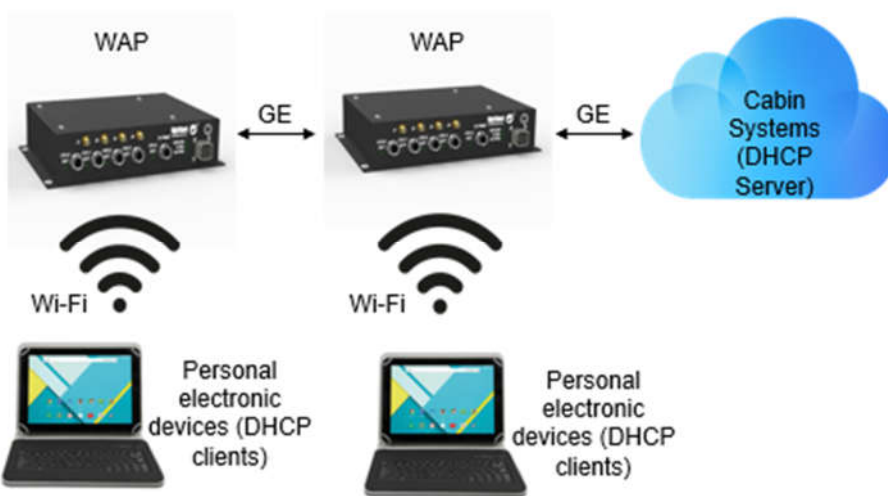 WAP
WAP
GE
GE
Cabin
Systems
(DHCP
Server)
Wi-Fi
Wi-Fi
Personal
electronic
devices (DHCP
clients)
Personal
electronic
devices (DHCP
clients)